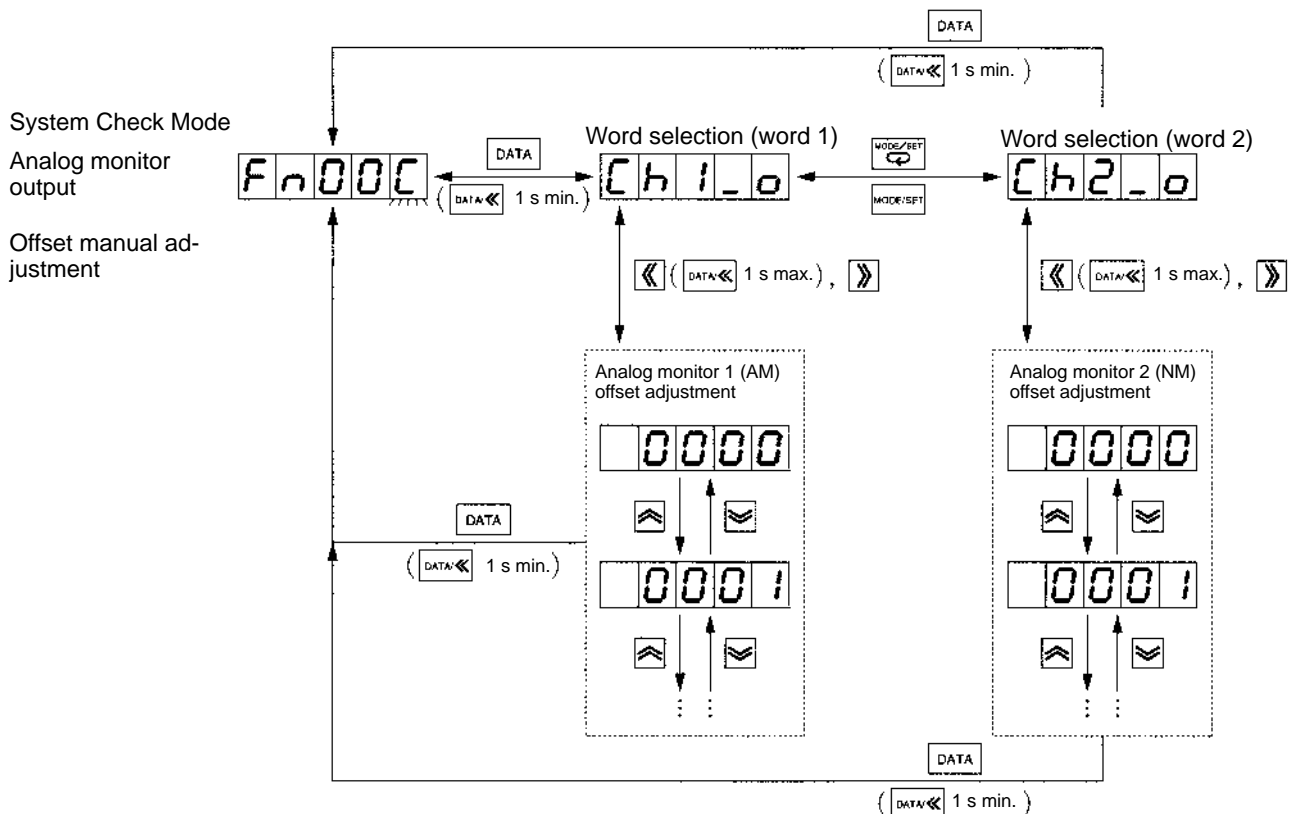 DATA
( DATA/≪ 1 s min. )
System Check Mode
Analog monitor
output
Offset manual ad-
justment
Fn00C
DATA
( DATA/≪ 1 s min. )
Word selection (word 1)
Ch1_o
MODE/SET
MODE/SET
Word selection (word 2)
Ch2_o
≪ ( DATA/≪ 1 s max. ) , ≫
≪ ( DATA/≪ 1 s max. ) , ≫
Analog monitor 1 (AM)
offset adjustment
0000
0001
Analog monitor 2 (NM)
offset adjustment
0000
0001
DATA
( DATA/≪ 1 s min. )
DATA
( DATA/≪ 1 s min. )